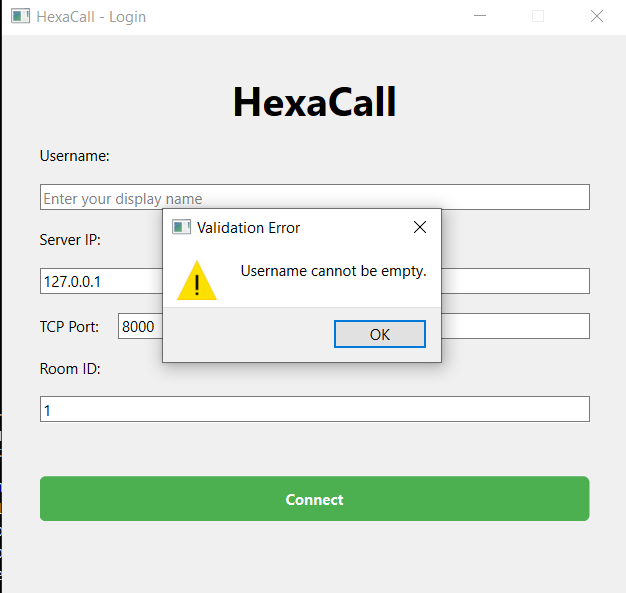 HexaCall - Login
HexaCall
Username:
Enter your display name
Validation Error
Server IP:
Username cannot be empty.
127.0.0.1
TCP Port: 8000
OK
Room ID:
1
Connect